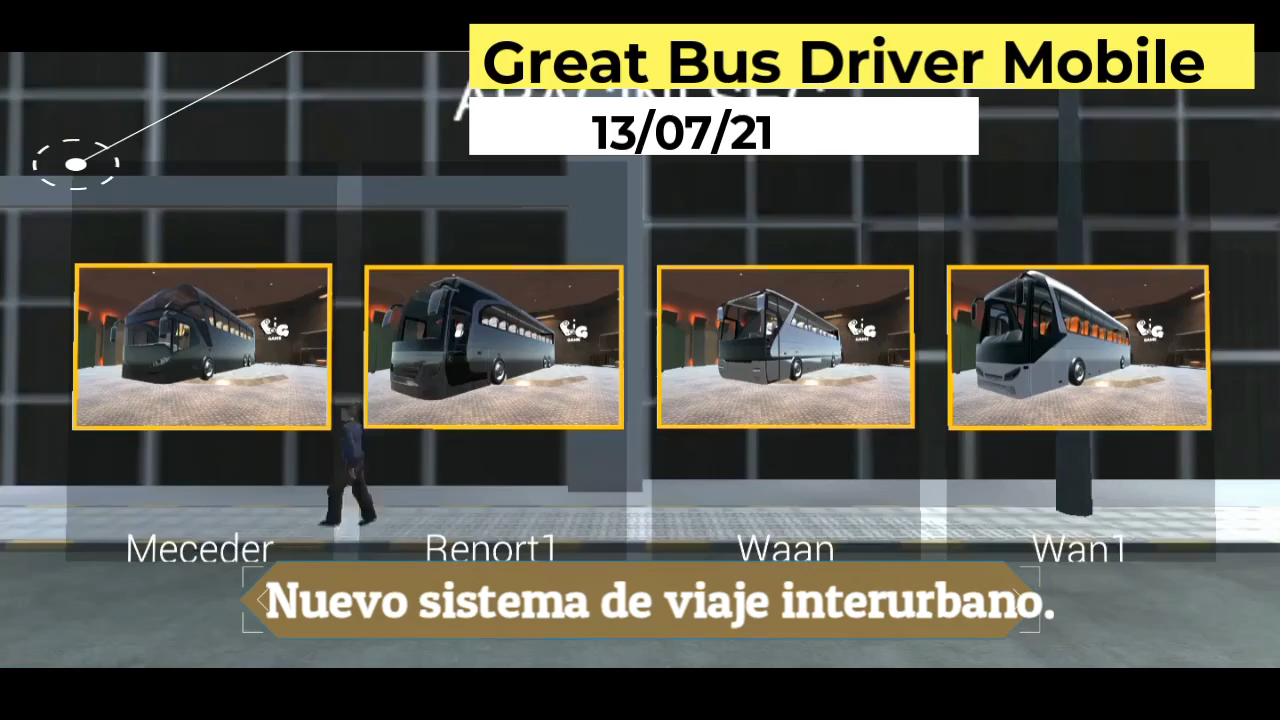 Great Bus Driver Mobile
13/07/21
Meceder
Renort1
Waan
Wan1
Nuevo sistema de viaje interurbano.